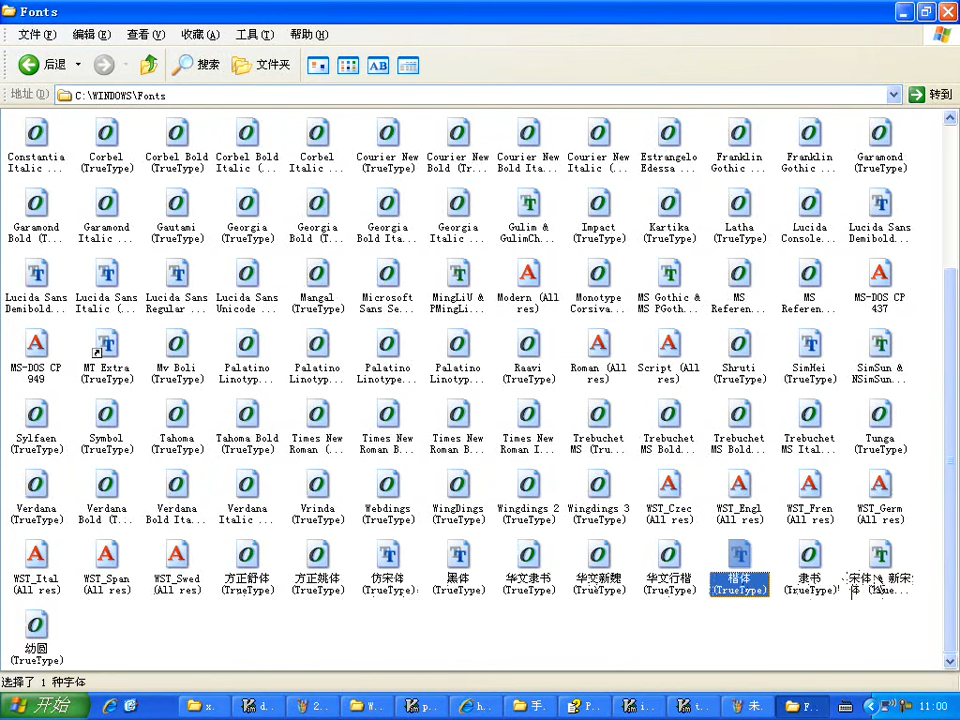 Fonts
文件(F) 编辑(E) 查看(V) 收藏(A) 工具(T) 帮助(H)
后退 搜索 文件夹
地址(D) C:\WINDOWS\Fonts 转到
Constantia Corbel Corbel Bold Corbel Bold Corbel Courier New Courier New Courier New Courier New Estrangelo Franklin Franklin Garamond
Italic ... (TrueType) (TrueType) Italic (... Italic ... (TrueType) Bold (Tr... Bold Ita... Italic (... Edessa ... Gothic ... Gothic ... (TrueType)
Garamond Garamond Gautami Georgia Georgia Georgia Georgia Gulim & Impact Kartika Latha Lucida Lucida Sans
Bold (T... Italic ... (TrueType) (TrueType) Bold (T... Bold Ita... Italic ... GulimCh... (TrueType) (TrueType) (TrueType) Console... Demibold...
Lucida Sans Lucida Sans Lucida Sans Lucida Sans Mangal Microsoft MingLiU & Modern (All Monotype MS Gothic & MS MS MS-DOS CP
Demibold... Italic (... Regular ... Unicode ... (TrueType) Sans Se... PMingLi... res) Corsiva... MS PGoth... Referen... Referen... 437
MS-DOS CP MT Extra Mv Boli Palatino Palatino Palatino Palatino Raavi Roman (All Script (All Shruti SimHei SimSun &
949 (TrueType) (TrueType) Linotyp... Linotyp... Linotype... Linotyp... (TrueType) res) res) (TrueType) (TrueType) NSimSun...
Sylfaen Symbol Tahoma Tahoma Bold Times New Times New Times New Times New Trebuchet Trebuchet Trebuchet Trebuchet Tunga
(TrueType) (TrueType) (TrueType) (TrueType) Roman (... Roman B... Roman B... Roman I... MS (Tru... MS Bold... MS Bold... MS Ital... (TrueType)
Verdana Verdana Verdana Verdana Vrinda Webdings WingDings Wingdings 2 Wingdings 3 WST_Czec WST_Engl WST_Fren WST_Germ
(TrueType) Bold (T... Bold Ita... Italic ... (TrueType) (TrueType) (TrueType) (TrueType) (TrueType) (All res) (All res) (All res) (All res)
WST_Ital WST_Span WST_Swed 方正舒体 方正姚体 仿宋体 黑体 华文隶书 华文新魏 华文行楷 楷体 隶书 宋体 & 新宋
(All res) (All res) (All res) (TrueType) (TrueType) (TrueType) (TrueType) (TrueType) (TrueType) (TrueType) (TrueType) (TrueType) 体
幼圆
(TrueType)
选择了 1 种字体
开始 x. d. 2. W. p. h. 手. P. i. t. 未. F. 11:00